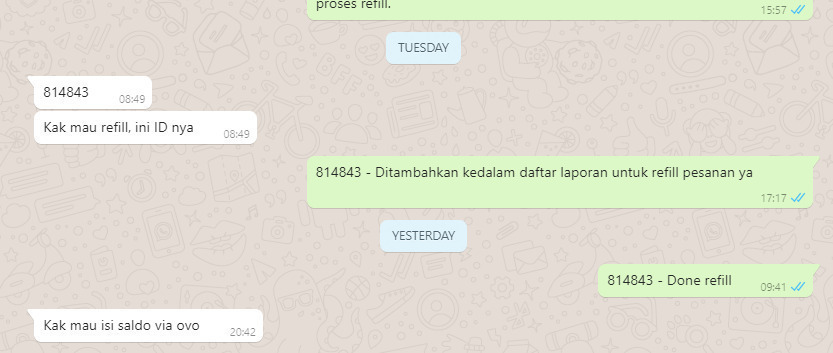 proses refill.
15:57
TUESDAY
814843
08:49
Kak mau refill, ini ID nya
08:49
814843 - Ditambahkan kedalam daftar laporan untuk refill pesanan ya
17:17
YESTERDAY
814843 - Done refill
09:41
Kak mau isi saldo via ovo
20:42